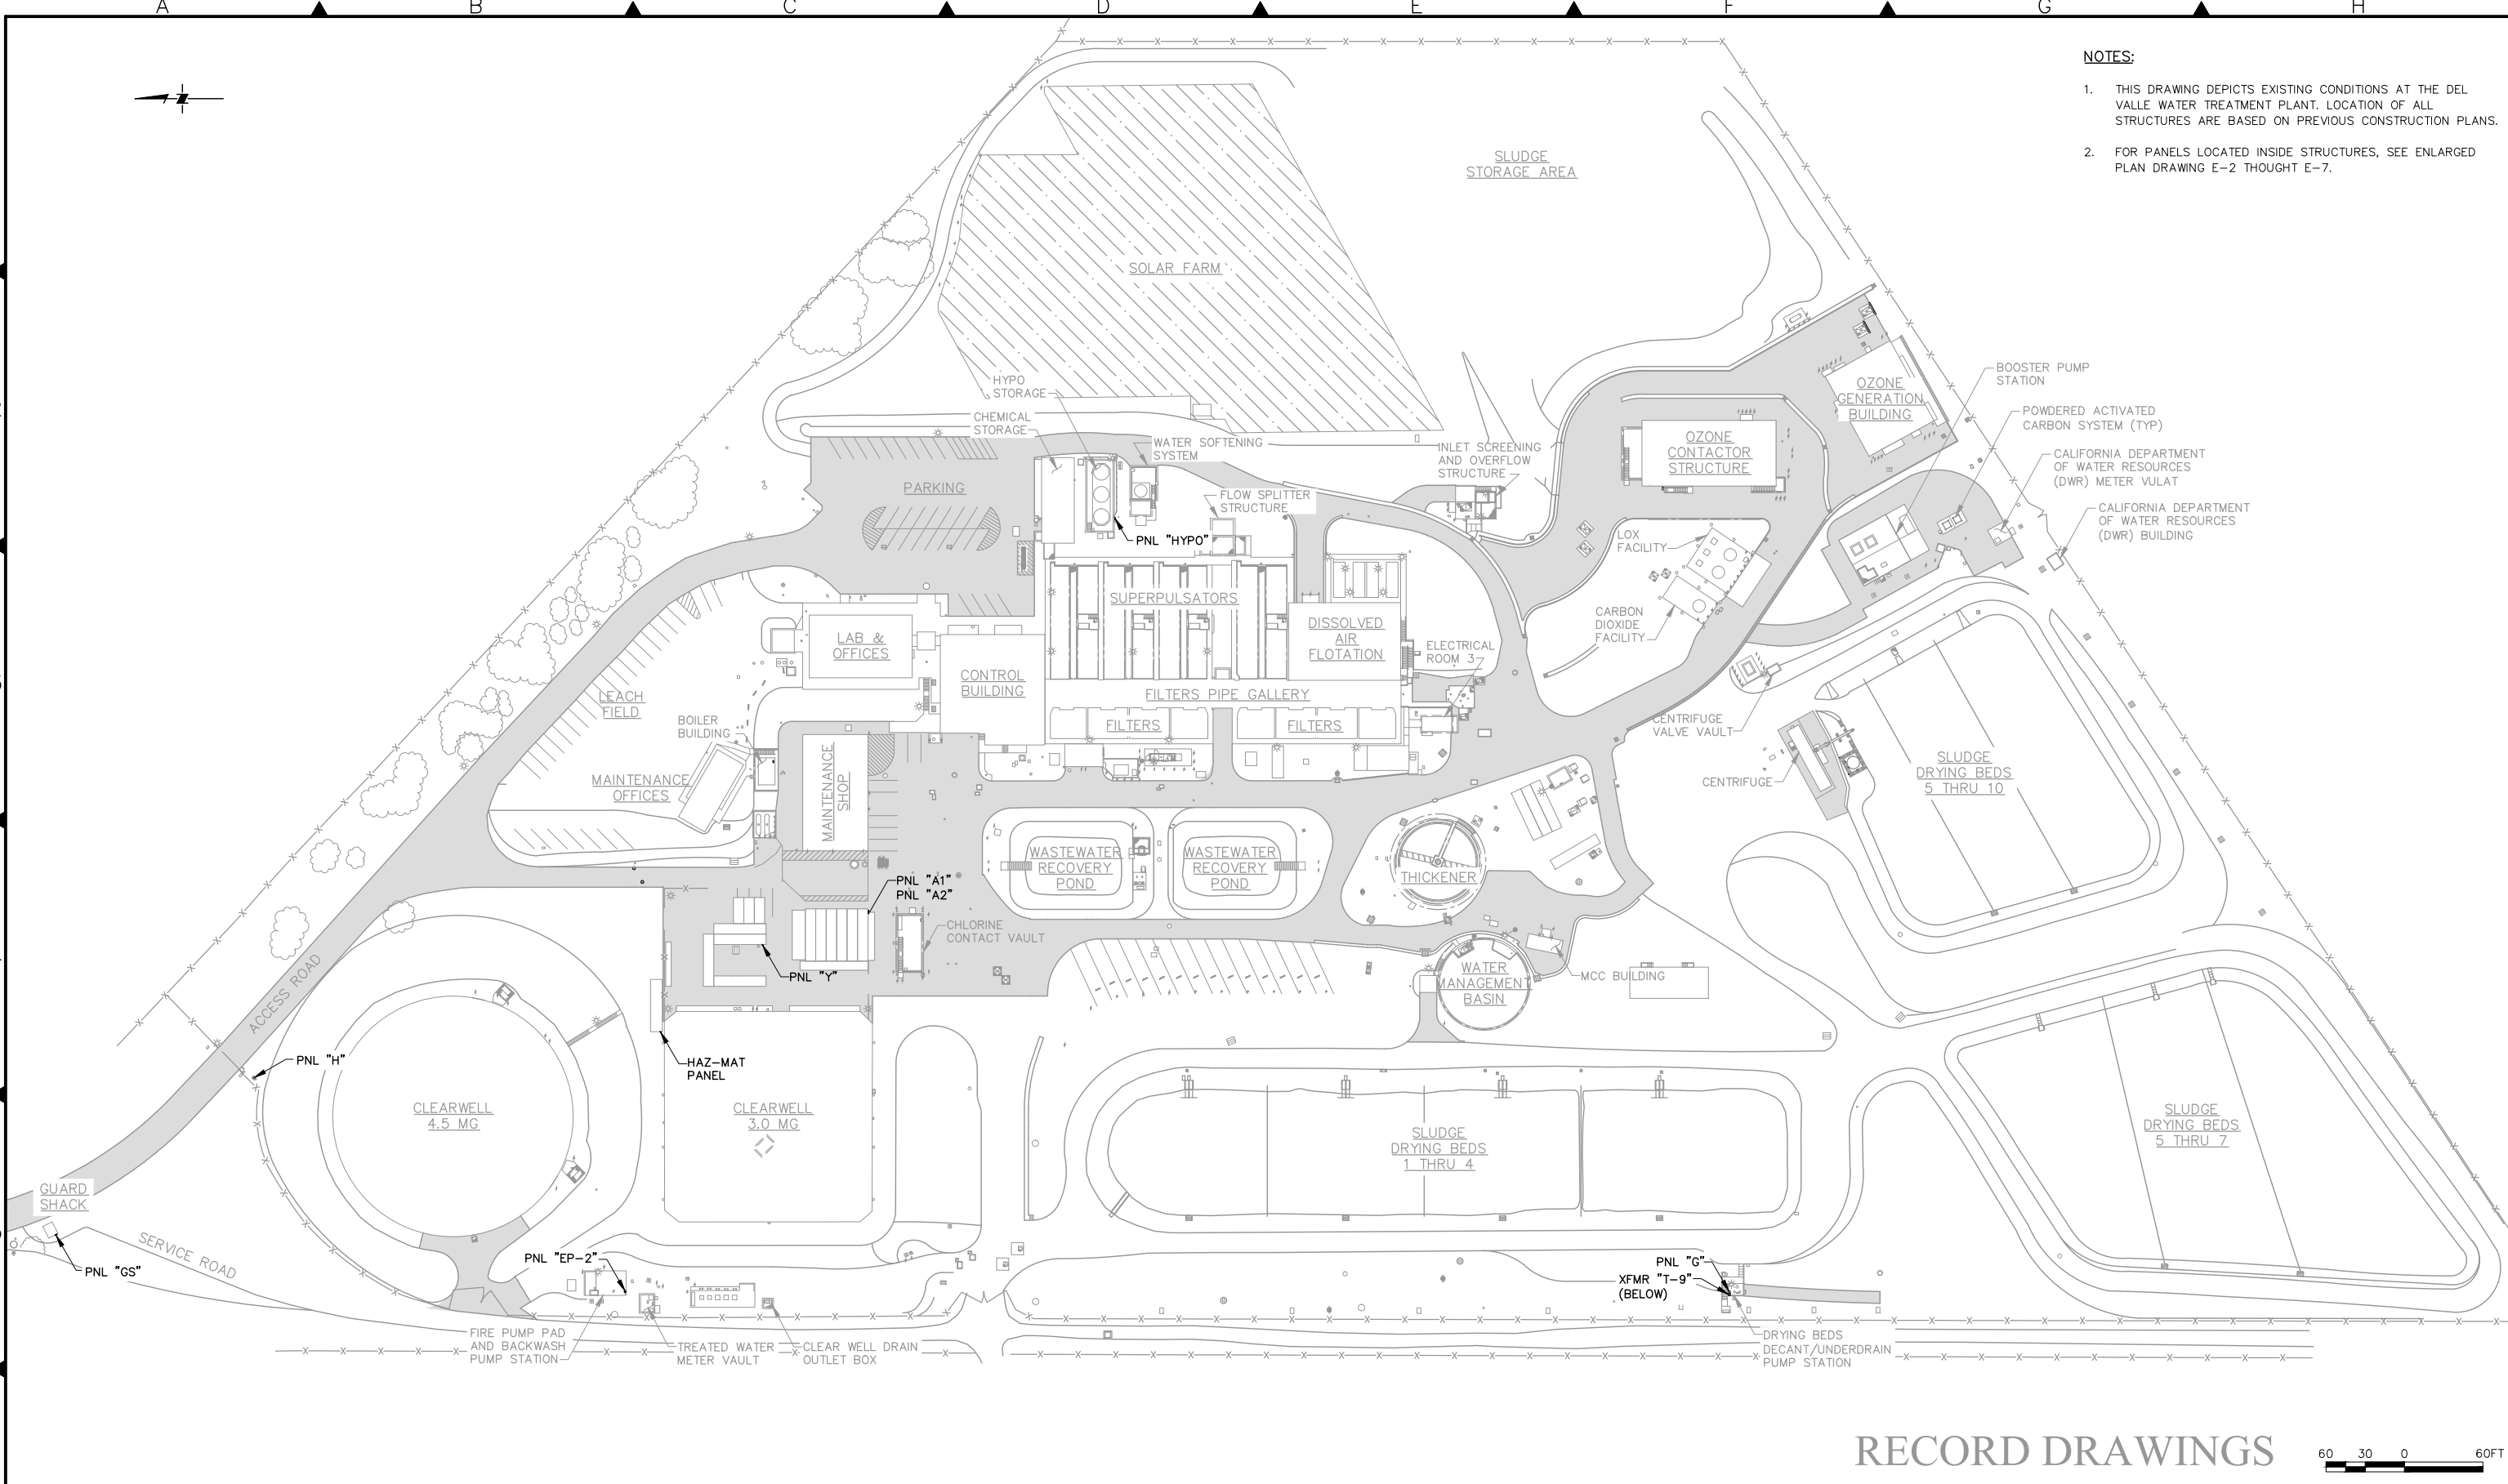 A B C D E F G H
NOTES:
1. THIS DRAWING DEPICTS EXISTING CONDITIONS AT THE DEL
VALLE WATER TREATMENT PLANT. LOCATION OF ALL
STRUCTURES ARE BASED ON PREVIOUS CONSTRUCTION PLANS.
2. FOR PANELS LOCATED INSIDE STRUCTURES, SEE ENLARGED
PLAN DRAWING E-2 THOUGHT E-7.
Z
SLUDGE
STORAGE AREA
SOLAR FARM
HYPO
STORAGE
CHEMICAL
STORAGE
WATER SOFTENING
SYSTEM
INLET SCREENING
AND OVERFLOW
STRUCTURE
OZONE
GENERATION
BUILDING
BOOSTER PUMP
STATION
POWDERED ACTIVATED
CARBON SYSTEM (TYP)
OZONE
CONTACTOR
STRUCTURE
CALIFORNIA DEPARTMENT
OF WATER RESOURCES
(DWR) METER VULAT
CALIFORNIA DEPARTMENT
OF WATER RESOURCES
(DWR) BUILDING
PARKING
FLOW SPLITTER
STRUCTURE
PNL "HYPO"
LOX
FACILITY
CARBON
DIOXIDE
FACILITY
SUPERPULSATORS
DISSOLVED
AIR
FLOTATION
LAB &
OFFICES
ELECTRICAL
ROOM 3
CONTROL
BUILDING
FILTERS PIPE GALLERY
FILTERS
FILTERS
LEACH
FIELD
BOILER
BUILDING
CENTRIFUGE
VALVE VAULT
MAINTENANCE
OFFICES
MAINTENANCE
SHOP
CENTRIFUGE
SLUDGE
DRYING BEDS
5 THRU 10
WASTEWATER
RECOVERY
POND
WASTEWATER
RECOVERY
POND
THICKENER
PNL "A1"
PNL "A2"
CHLORINE
CONTACT VAULT
PNL "Y"
WATER
MANAGEMENT
BASIN
MCC BUILDING
ACCESS ROAD
PNL "H"
HAZ-MAT
PANEL
CLEARWELL
4.5 MG
CLEARWELL
3.0 MG
SLUDGE
DRYING BEDS
1 THRU 4
SLUDGE
DRYING BEDS
5 THRU 7
GUARD
SHACK
SERVICE ROAD
PNL "GS"
PNL "EP-2"
PNL "G"
XFMR "T-9"
(BELOW)
FIRE PUMP PAD
AND BACKWASH
PUMP STATION
TREATED WATER
METER VAULT
CLEAR WELL DRAIN
OUTLET BOX
DRYING BEDS
DECANT/UNDERDRAIN
PUMP STATION
RECORD DRAWINGS
60 30 0 60FT